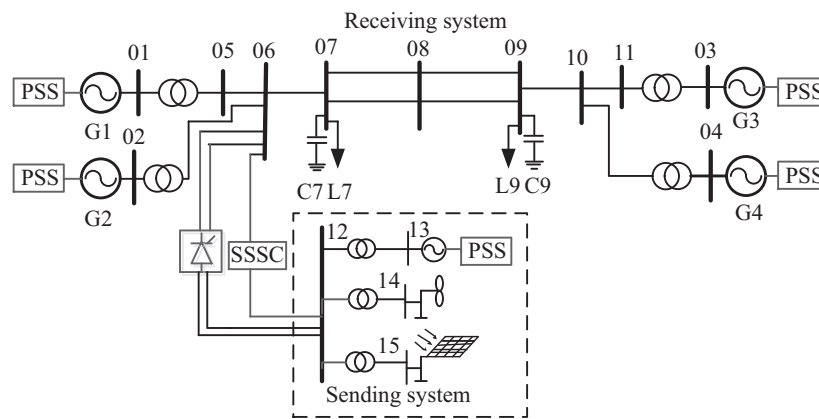 Receiving system
01 05 06 07 08 09 10 11 03
PSS G1 G3 PSS
02 04
PSS G2 G4 PSS
C7 L7 L9 C9
SSSC
12 13 PSS
14
15
Sending system